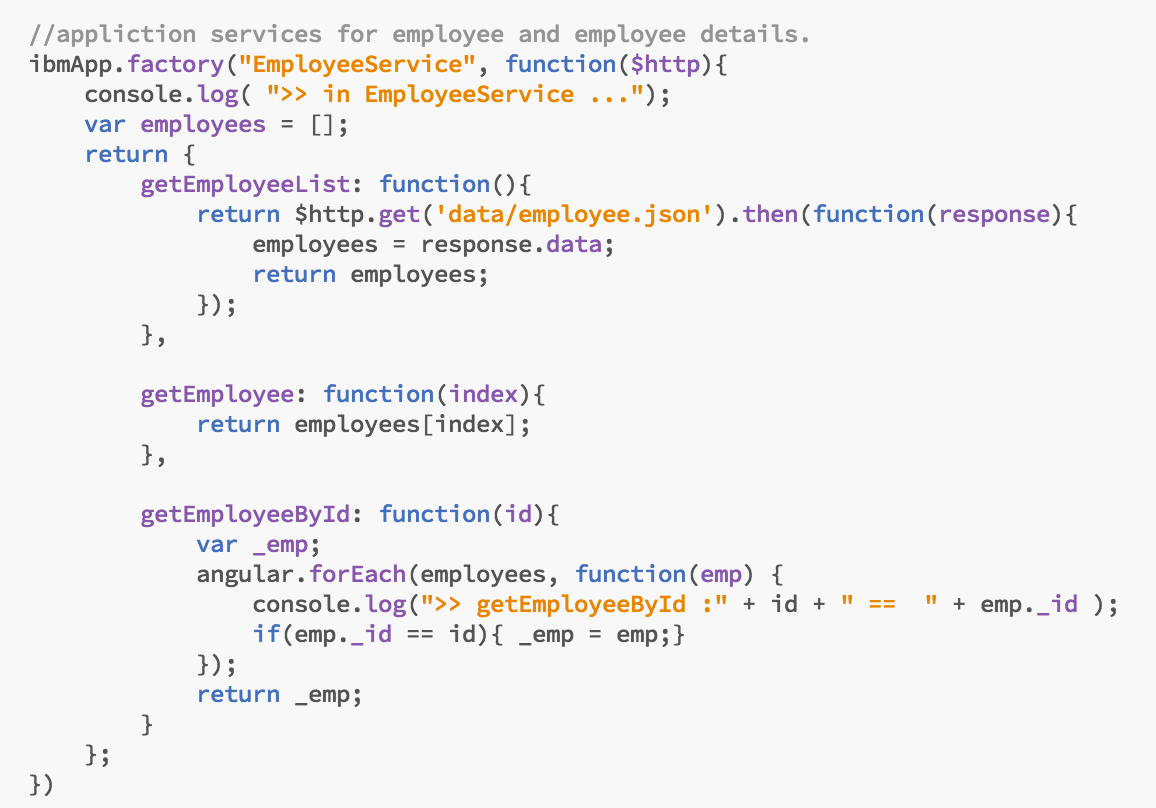 //appliction services for employee and employee details.
ibmApp.factory("EmployeeService", function($http){
    console.log( ">> in EmployeeService ...");
    var employees = [];
    return {
        getEmployeeList: function(){
            return $http.get('data/employee.json').then(function(response){
                employees = response.data;
                return employees;
            });
        },

        getEmployee: function(index){
            return employees[index];
        },

        getEmployeeById: function(id){
            var _emp;
            angular.forEach(employees, function(emp) {
                console.log(">> getEmployeeById :" + id + " ==  " + emp._id );
                if(emp._id == id){ _emp = emp;}
            });
            return _emp;
        }
    };
})